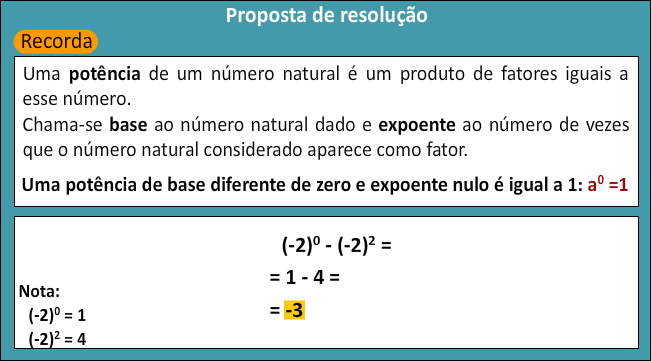 Proposta de resolução
Recorda
Uma potência de um número natural é um produto de fatores iguais a
esse número.
Chama-se base ao número natural dado e expoente ao número de vezes
que o número natural considerado aparece como fator.
Uma potência de base diferente de zero e expoente nulo é igual a 1: a⁰ =1
(-2)⁰ - (-2)² =
= 1 - 4 =
= -3
Nota:
(-2)⁰ = 1
(-2)² = 4